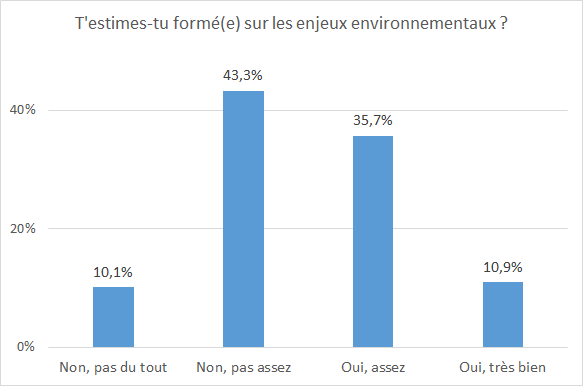 T'estimes-tu formé(e) sur les enjeux environnementaux ?
43,3%
40%
35,7%
20%
10,1%
10,9%
0%
Non, pas du tout
Non, pas assez
Oui, assez
Oui, très bien